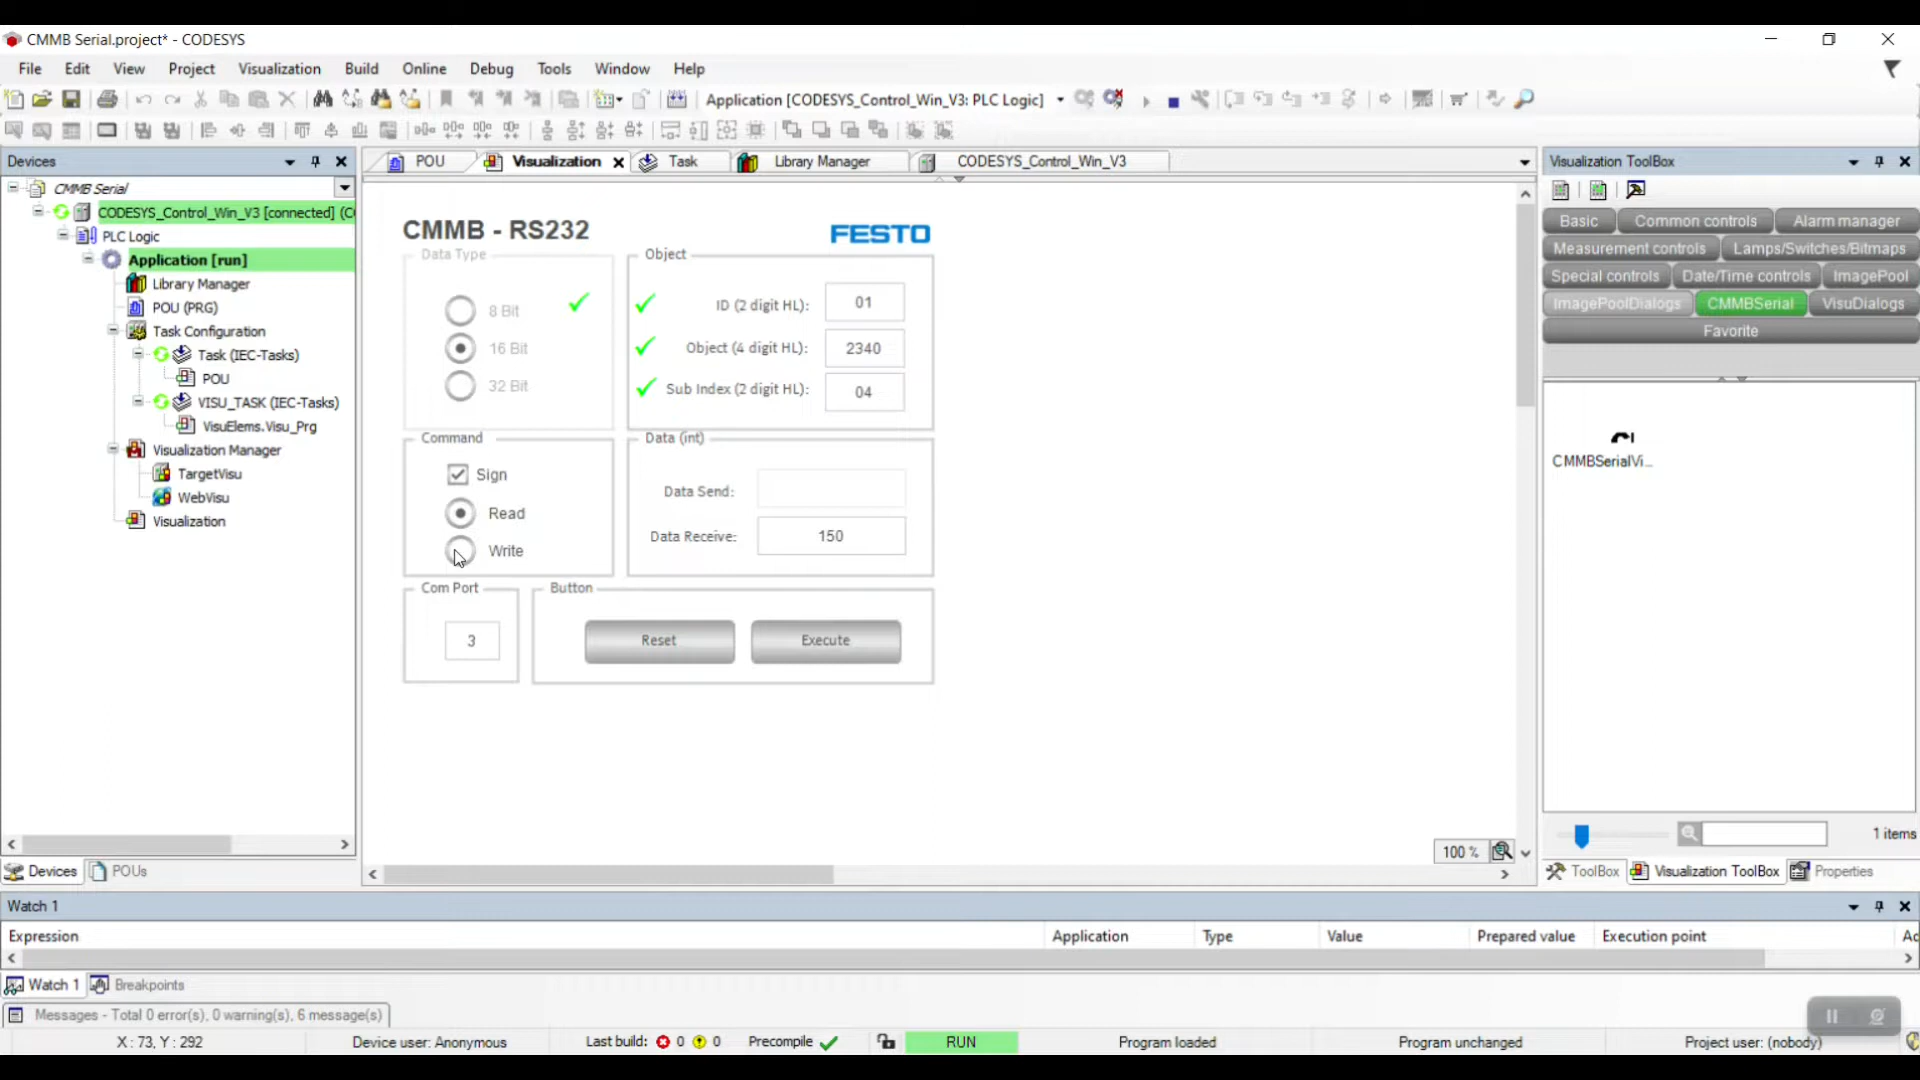 CMMB Serial.project* - CODESYS
File Edit View Project Visualization Build Online Debug Tools Window Help
Application [CODESYS_Control_Win_V3: PLC Logic]
Devices
CMMB Serial
CODESYS_Control_Win_V3 [connected] (C
PLC Logic
Application [run]
Library Manager
POU (PRG)
Task Configuration
Task (IEC-Tasks)
POU
VISU_TASK (IEC-Tasks)
VisuElems.Visu_Prg
Visualization Manager
TargetVisu
WebVisu
Visualization
Devices POUs
POU Visualization Task Library Manager CODESYS_Control_Win_V3
CMMB - RS232
FESTO
Data Type
8 Bit
16 Bit
32 Bit
Object
ID (2 digit HL): 01
Object (4 digit HL): 2340
Sub Index (2 digit HL): 04
Command
Sign
Read
Write
Data (int)
Data Send:
Data Receive: 150
Com Port
3
Button
Reset Execute
100 %
Visualization ToolBox
Basic Common controls Alarm manager
Measurement controls Lamps/Switches/Bitmaps
Special controls Date/Time controls ImagePool
ImagePoolDialogs CMMBSerial VisuDialogs
Favorite
CMMBSerialVi...
1 items
ToolBox Visualization ToolBox Properties
Watch 1
Expression Application Type Value Prepared value Execution point Ad
Watch 1 Breakpoints
Messages - Total 0 error(s), 0 warning(s), 6 message(s)
X : 73, Y : 292 Device user: Anonymous Last build: 0 0 Precompile RUN Program loaded Program unchanged Project user: (nobody)